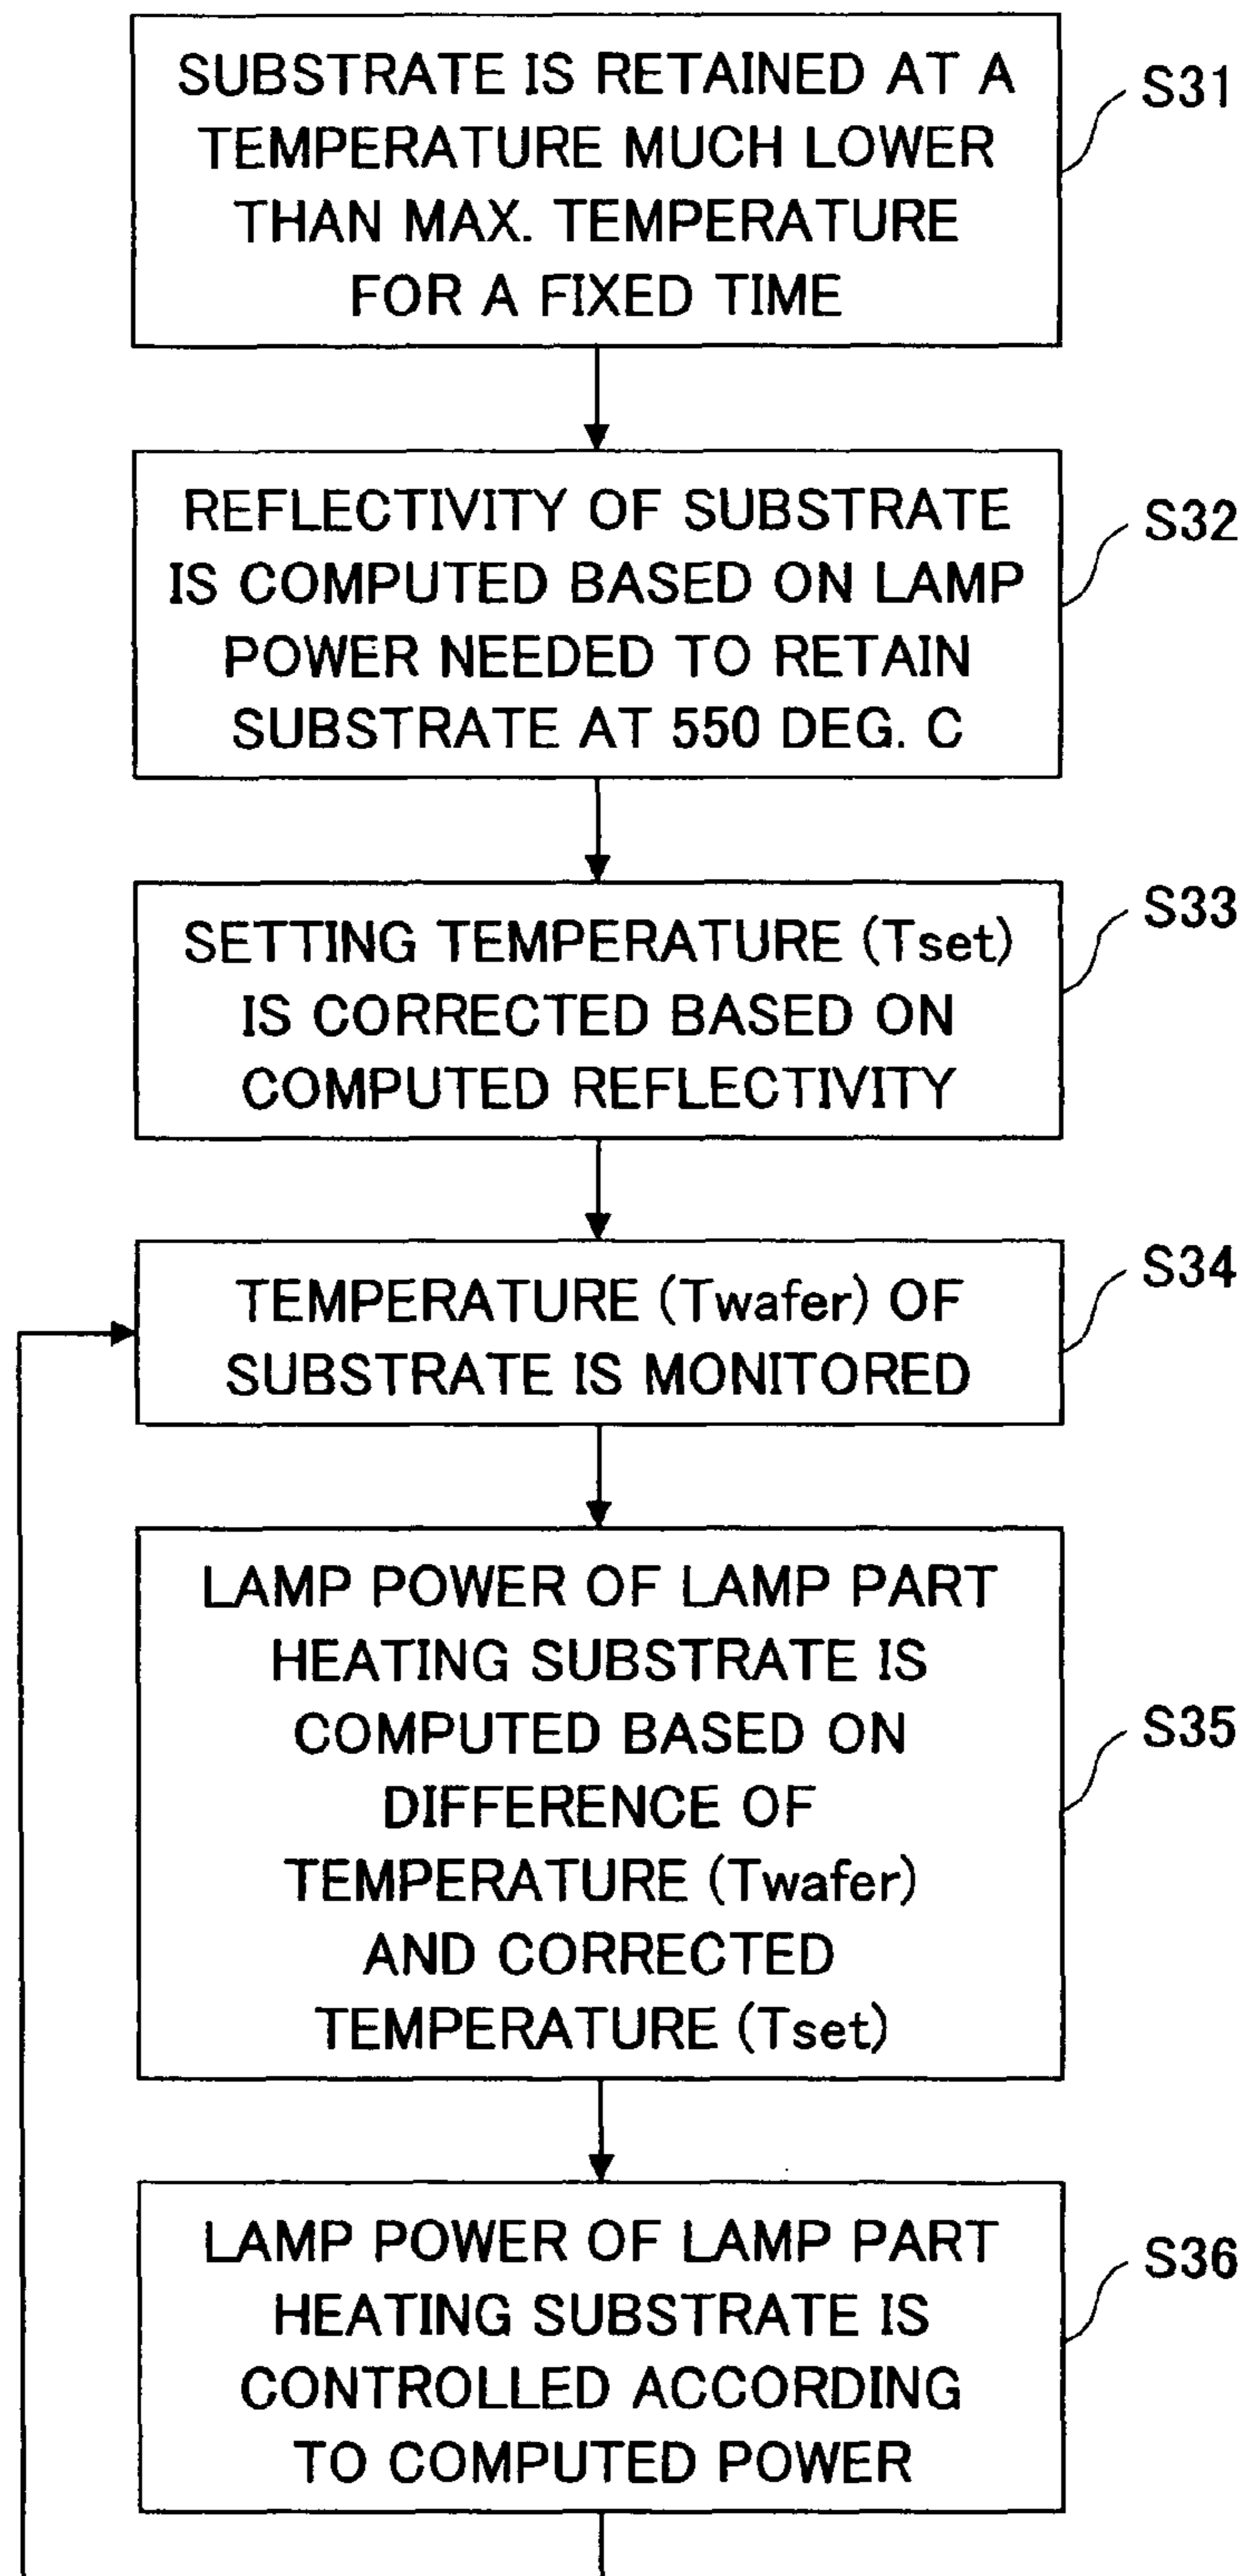 SUBSTRATE IS RETAINED AT A
TEMPERATURE MUCH LOWER
THAN MAX. TEMPERATURE
FOR A FIXED TIME
S31
REFLECTIVITY OF SUBSTRATE
IS COMPUTED BASED ON LAMP
POWER NEEDED TO RETAIN
SUBSTRATE AT 550 DEG. C
S32
SETTING TEMPERATURE (Tset)
IS CORRECTED BASED ON
COMPUTED REFLECTIVITY
S33
TEMPERATURE (Twafer) OF
SUBSTRATE IS MONITORED
S34
LAMP POWER OF LAMP PART
HEATING SUBSTRATE IS
COMPUTED BASED ON
DIFFERENCE OF
TEMPERATURE (Twafer)
AND CORRECTED
TEMPERATURE (Tset)
S35
LAMP POWER OF LAMP PART
HEATING SUBSTRATE IS
CONTROLLED ACCORDING
TO COMPUTED POWER
S36